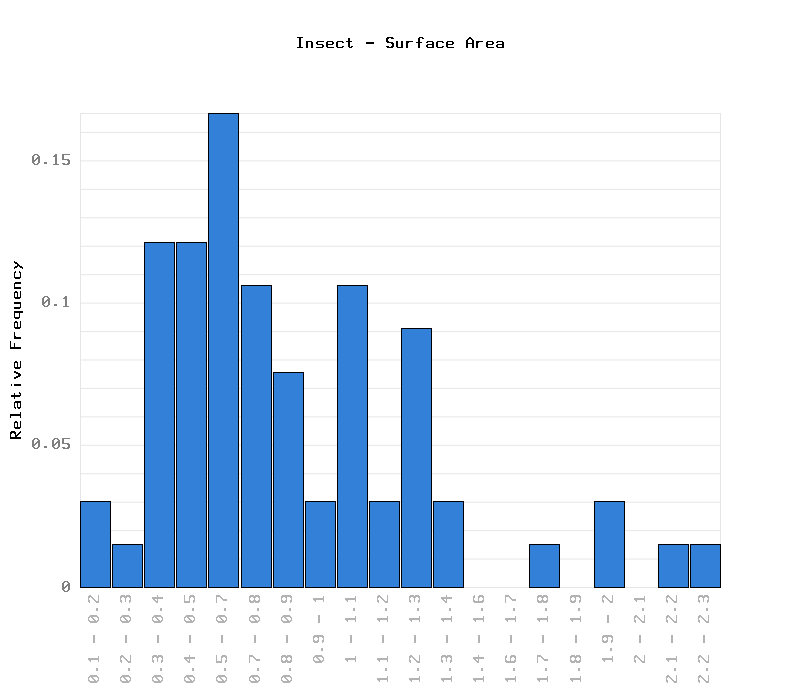 Insect - Surface Area
Relative Frequency
0.15
0.1
0.05
0
0.1 - 0.2
0.2 - 0.3
0.3 - 0.4
0.4 - 0.5
0.5 - 0.7
0.7 - 0.8
0.8 - 0.9
0.9 - 1
1 - 1.1
1.1 - 1.2
1.2 - 1.3
1.3 - 1.4
1.4 - 1.6
1.6 - 1.7
1.7 - 1.8
1.8 - 1.9
1.9 - 2
2 - 2.1
2.1 - 2.2
2.2 - 2.3